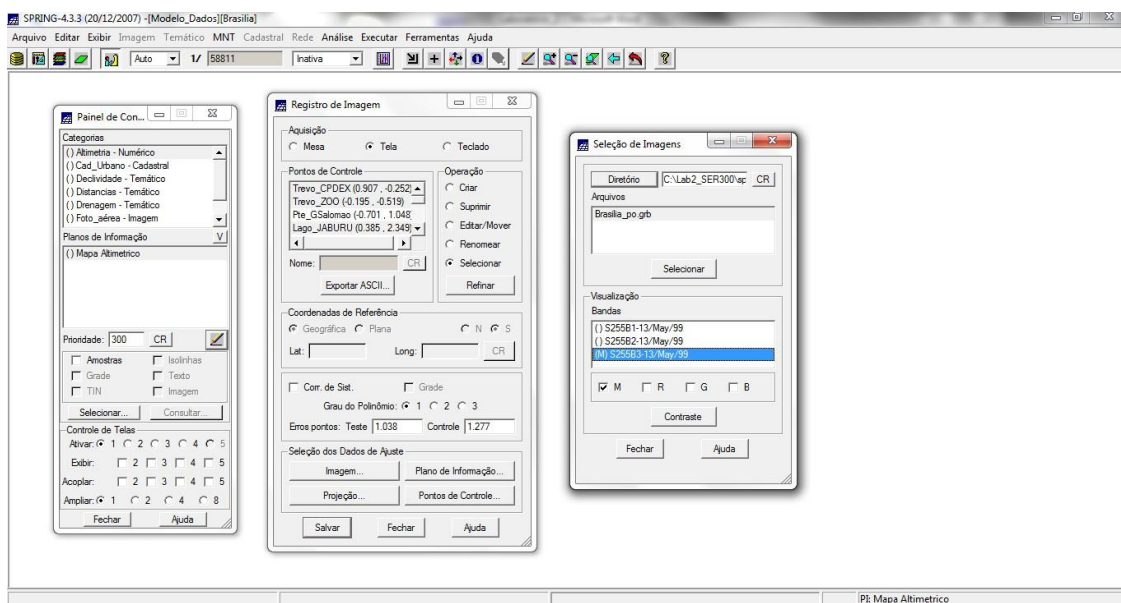 SPRING-4.3.3 (20/12/2007) -[Modelo_Dados][Brasilia]
Arquivo Editar Exibir Imagem Temático MNT Cadastral Rede Análise Executar Ferramentas Ajuda
Auto 1/ 58811 Inativa
Painel de Con...
Categorias
() Altimetria - Numérico
() Cad_Urbano - Cadastral
() Declividade - Temático
() Distancias - Temático
() Drenagem - Temático
() Foto_aérea - Imagem
Planos de Informação V
() Mapa Altimetrico
Prioridade: 300 CR
Amostras Isolinhas
Grade Texto
TIN Imagem
Selecionar... Consultar...
Controle de Telas
Ativar: 1 2 3 4 5
Exibir: 2 3 4 5
Acoplar: 2 3 4 5
Ampliar: 1 2 4 8
Fechar Ajuda
Registro de Imagem
Aquisição
Mesa Tela Teclado
Pontos de Controle
Trevo_CPDEX (0.907 , -0.252)
Trevo_ZOO (-0.195 , -0.519)
Pte_GSalomao (-0.701 , 1.048)
Lago_JABURU (0.385 , 2.349)
Nome: CR
Exportar ASCII...
Operação
Criar
Suprimir
Editar/Mover
Renomear
Selecionar
Refinar
Coordenadas de Referência
Geográfica Plana N S
Lat: Long: CR
Corr. de Sist. Grade
Grau do Polinômio: 1 2 3
Erros pontos: Teste 1.038 Controle 1.277
Seleção dos Dados de Ajuste
Imagem... Plano de Informação...
Projeção... Pontos de Controle...
Salvar Fechar Ajuda
Seleção de Imagens
Diretório C:\Lab2_SER300\sp CR
Arquivos
Brasilia_po.grb
Selecionar
Visualização
Bandas
() S255B1-13/May/99
() S255B2-13/May/99
(M) S255B3-13/May/99
M R G B
Contraste
Fechar Ajuda
PI: Mapa Altimetrico